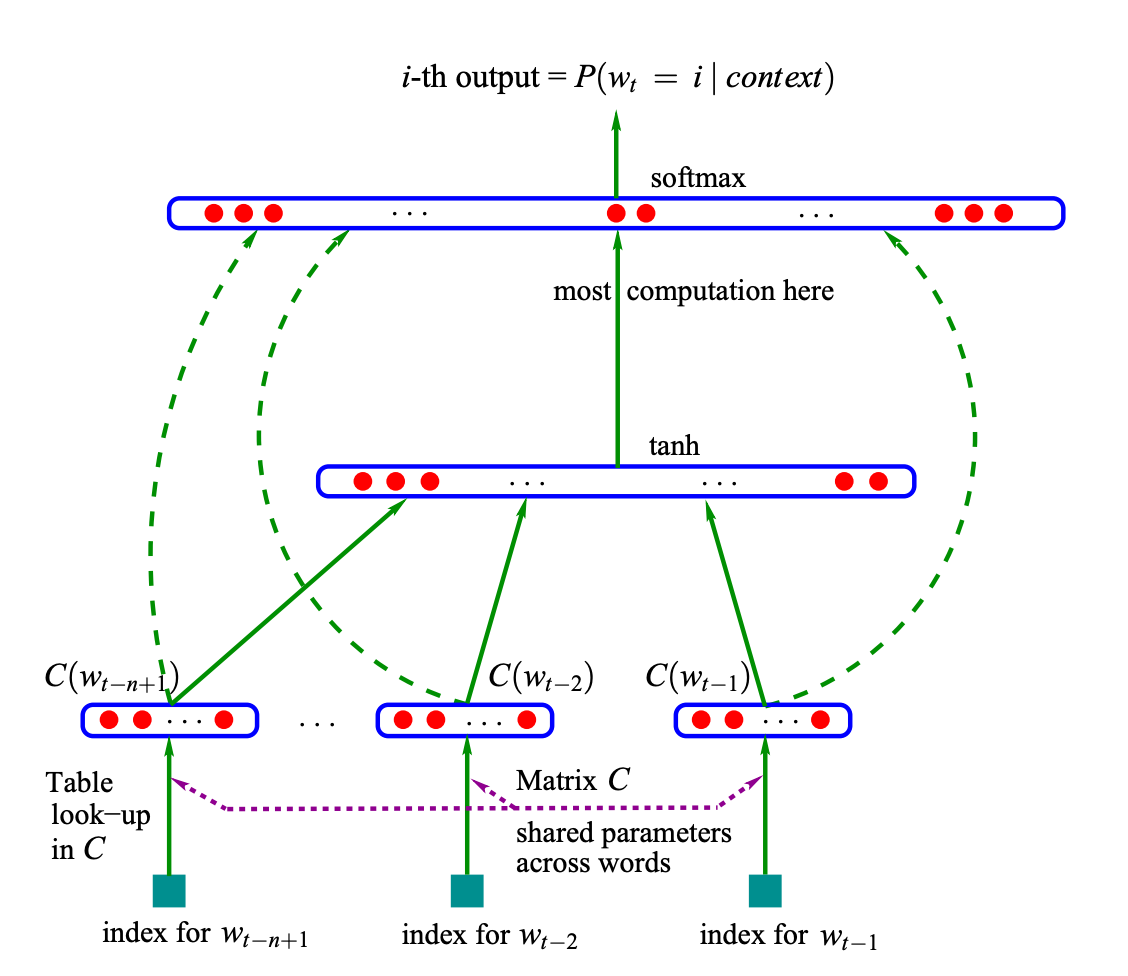 i-th output = P(w_t = i | context)
softmax
. . . . . .
most computation here
tanh
. . . . . .
C(w_{t−n+1}) C(w_{t−2}) C(w_{t−1})
. . . . . . . . . . . .
Table
look−up
in C
Matrix C
shared parameters
across words
index for w_{t−n+1} index for w_{t−2} index for w_{t−1}